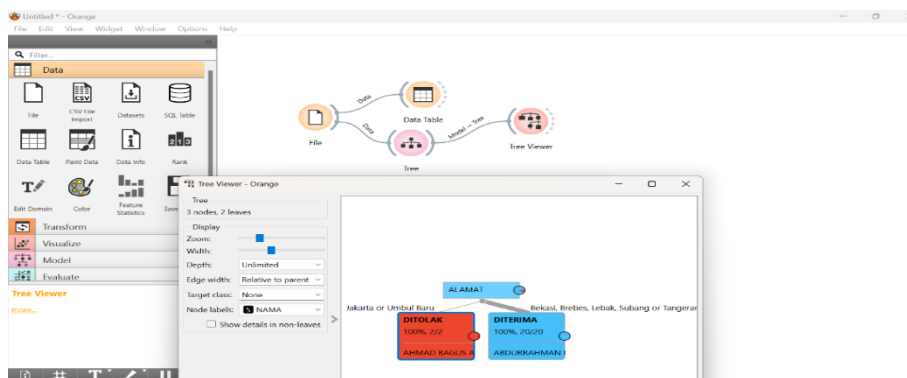 Untitled * - Orange
File Edit View Widget Window Options Help
Filter...
Data
File
CSV File Import
Datasets
SQL Table
Data Table
Paint Data
Data Info
Rank
Edit Domain
Color
Feature Statistics
Save
Transform
Visualize
Model
Evaluate
Tree Viewer
more...
File
Data
Data Table
Data
Tree
Model → Tree
Tree Viewer
Tree Viewer - Orange
Tree
3 nodes, 2 leaves
Display
Zoom:
Width:
Depth: Unlimited
Edge width: Relative to parent
Target class: None
Node labels: S NAMA
Show details in non-leaves
ALAMAT
Jakarta or Umbul Baru
Bekasi, Brebes, Lebak, Subang or Tangerar
DITOLAK
100%, 2/2
AHMAD BAGUS A
DITERIMA
100%, 20/20
ABDURRAHMAN